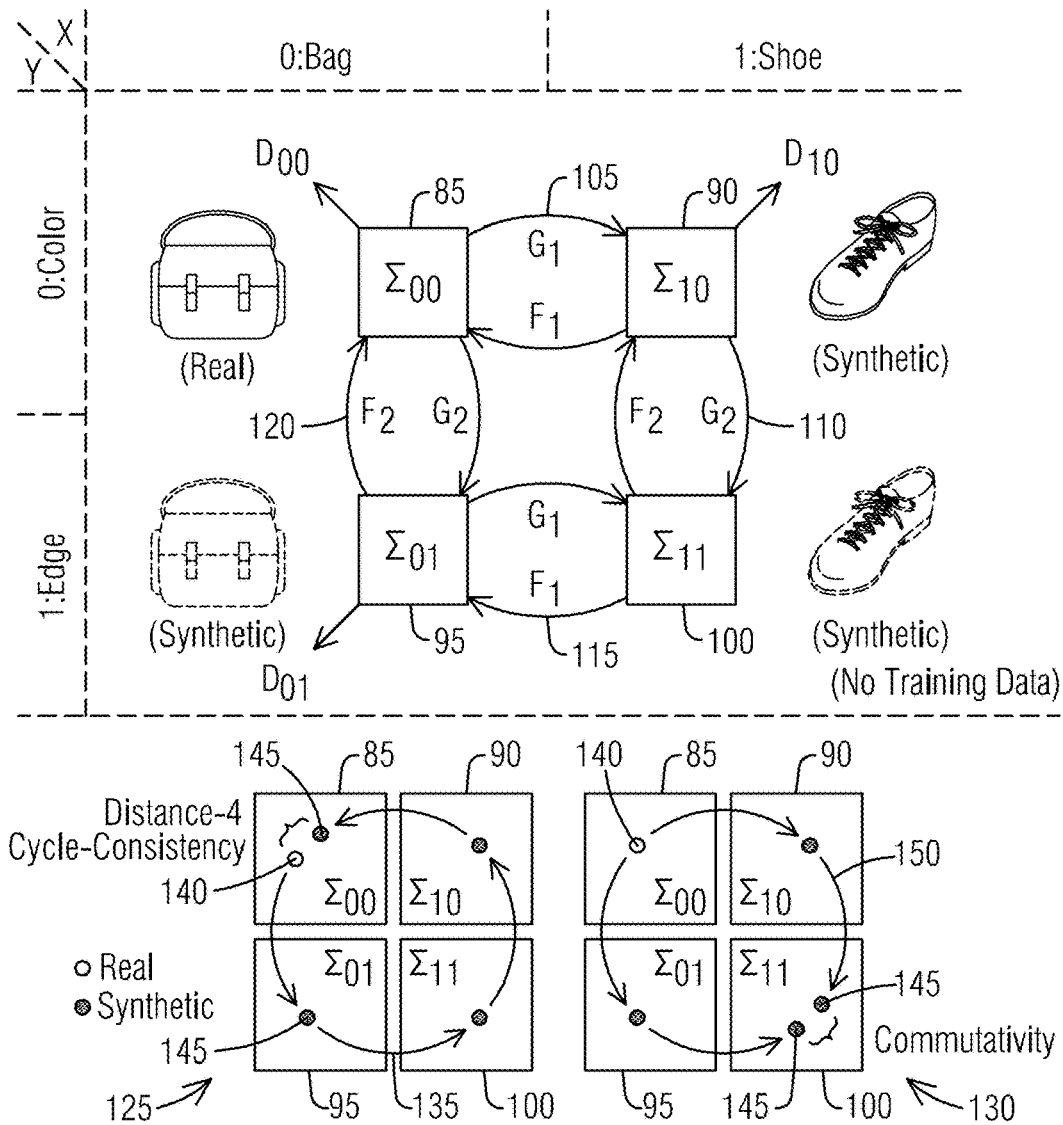 X
Y
0:Bag
1:Shoe
0:Color
1:Edge
D00
85
105
90
D10
Σ00
G1
Σ10
F1
(Real)
(Synthetic)
120
F2
G2
F2
G2
110
Σ01
G1
Σ11
F1
(Synthetic)
95
115
100
(Synthetic)
D01
(No Training Data)
145
85
90
140
85
90
Distance-4
Cycle-Consistency
140
150
Σ00
Σ10
Σ00
Σ10
Σ01
Σ11
Σ01
Σ11
Real
Synthetic
145
145
Commutativity
125
95
135
100
95
145
100
130